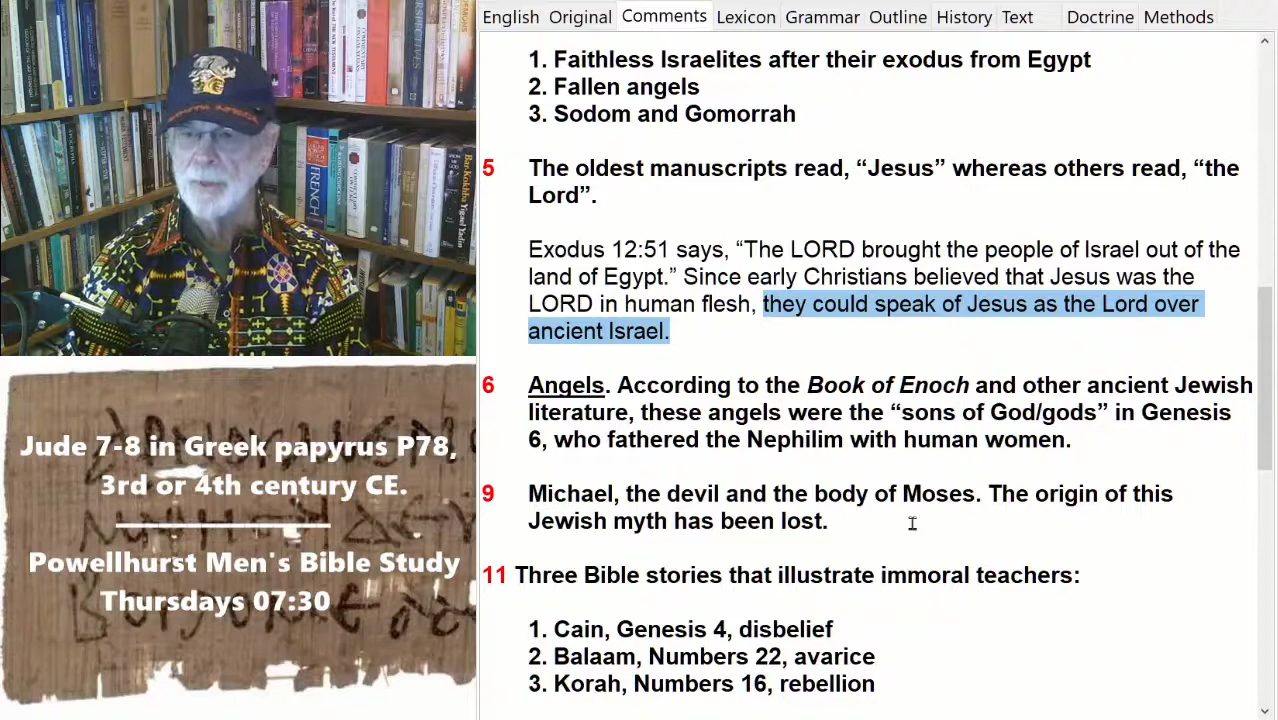 English Original Comments Lexicon Grammar Outline History Text Doctrine Methods
1. Faithless Israelites after their exodus from Egypt
2. Fallen angels
3. Sodom and Gomorrah
5 The oldest manuscripts read, “Jesus” whereas others read, “the
Lord”.
Exodus 12:51 says, “The LORD brought the people of Israel out of the
land of Egypt.” Since early Christians believed that Jesus was the
LORD in human flesh, they could speak of Jesus as the Lord over
ancient Israel.
6 Angels. According to the Book of Enoch and other ancient Jewish
literature, these angels were the “sons of God/gods” in Genesis
6, who fathered the Nephilim with human women.
9 Michael, the devil and the body of Moses. The origin of this
Jewish myth has been lost.
11 Three Bible stories that illustrate immoral teachers:
1. Cain, Genesis 4, disbelief
2. Balaam, Numbers 22, avarice
3. Korah, Numbers 16, rebellion
SOUTH AFRICA
FRENCH
Bar-Kokhba Yigael Yadin
Jude 7-8 in Greek papyrus P78,
3rd or 4th century CE.
Powellhurst Men's Bible Study
Thursdays 07:30